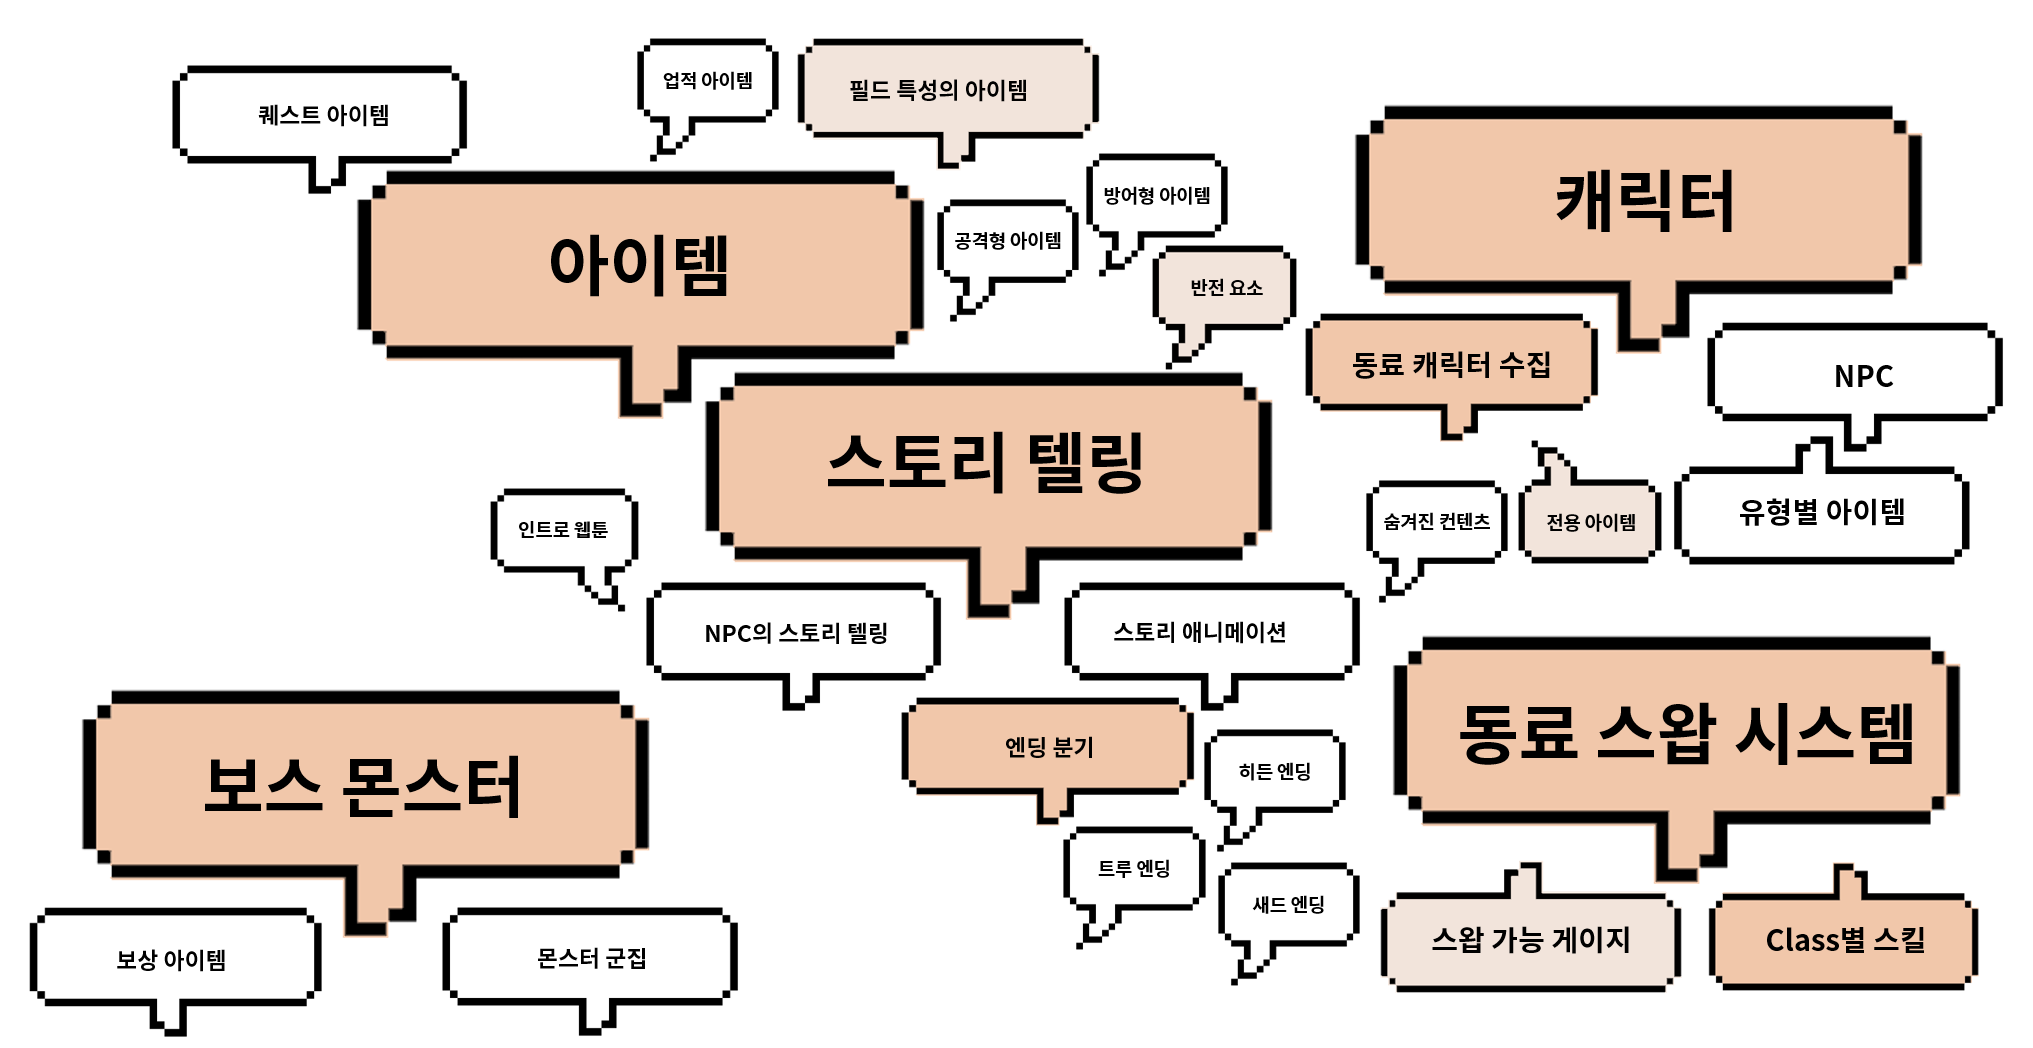 퀘스트 아이템
업적 아이템
필드 특성의 아이템
아이템
공격형 아이템
방어형 아이템
반전 요소
캐릭터
동료 캐릭터 수집
NPC
숨겨진 컨텐츠
전용 아이템
유형별 아이템
스토리 텔링
인트로 웹툰
NPC의 스토리 텔링
스토리 애니메이션
엔딩 분기
히든 엔딩
트루 엔딩
새드 엔딩
보스 몬스터
보상 아이템
몬스터 군집
동료 스왑 시스템
스왑 가능 게이지
Class별 스킬